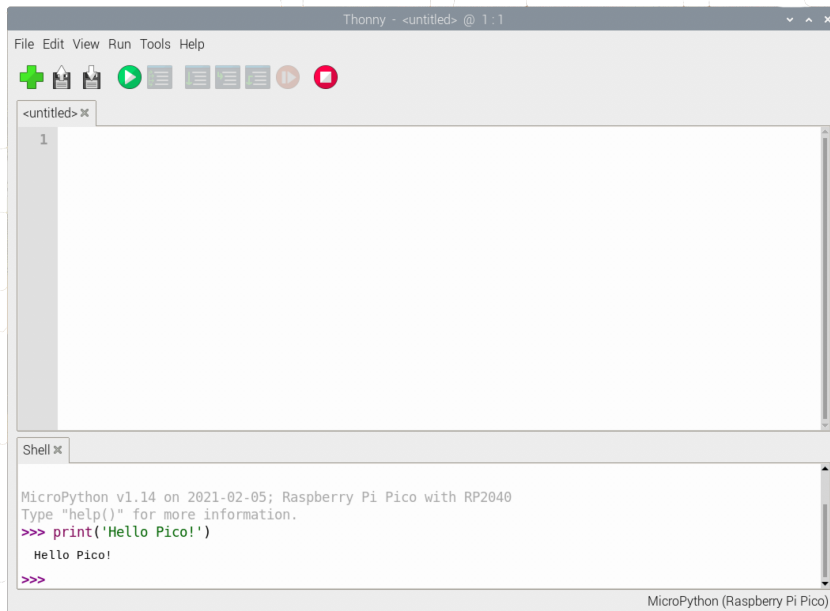 Thonny - <untitled> @ 1:1
File Edit View Run Tools Help
<untitled>
1
Shell
MicroPython v1.14 on 2021-02-05; Raspberry Pi Pico with RP2040
Type "help()" for more information.
>>> print('Hello Pico!')
Hello Pico!
>>>
MicroPython (Raspberry Pi Pico)